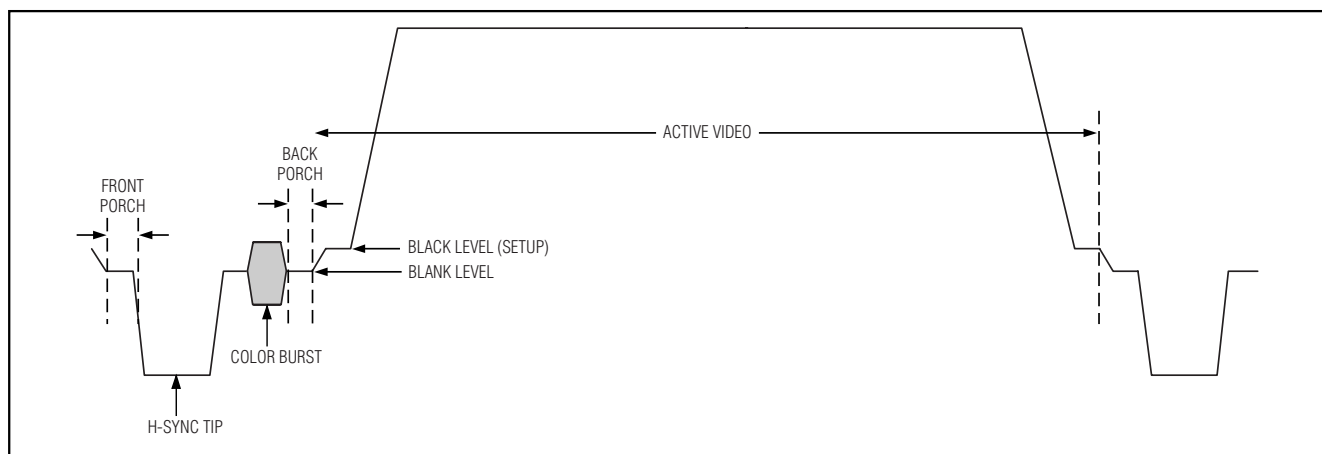 ACTIVE VIDEO
BACK
PORCH
FRONT
PORCH
BLACK LEVEL (SETUP)
BLANK LEVEL
COLOR BURST
H-SYNC TIP